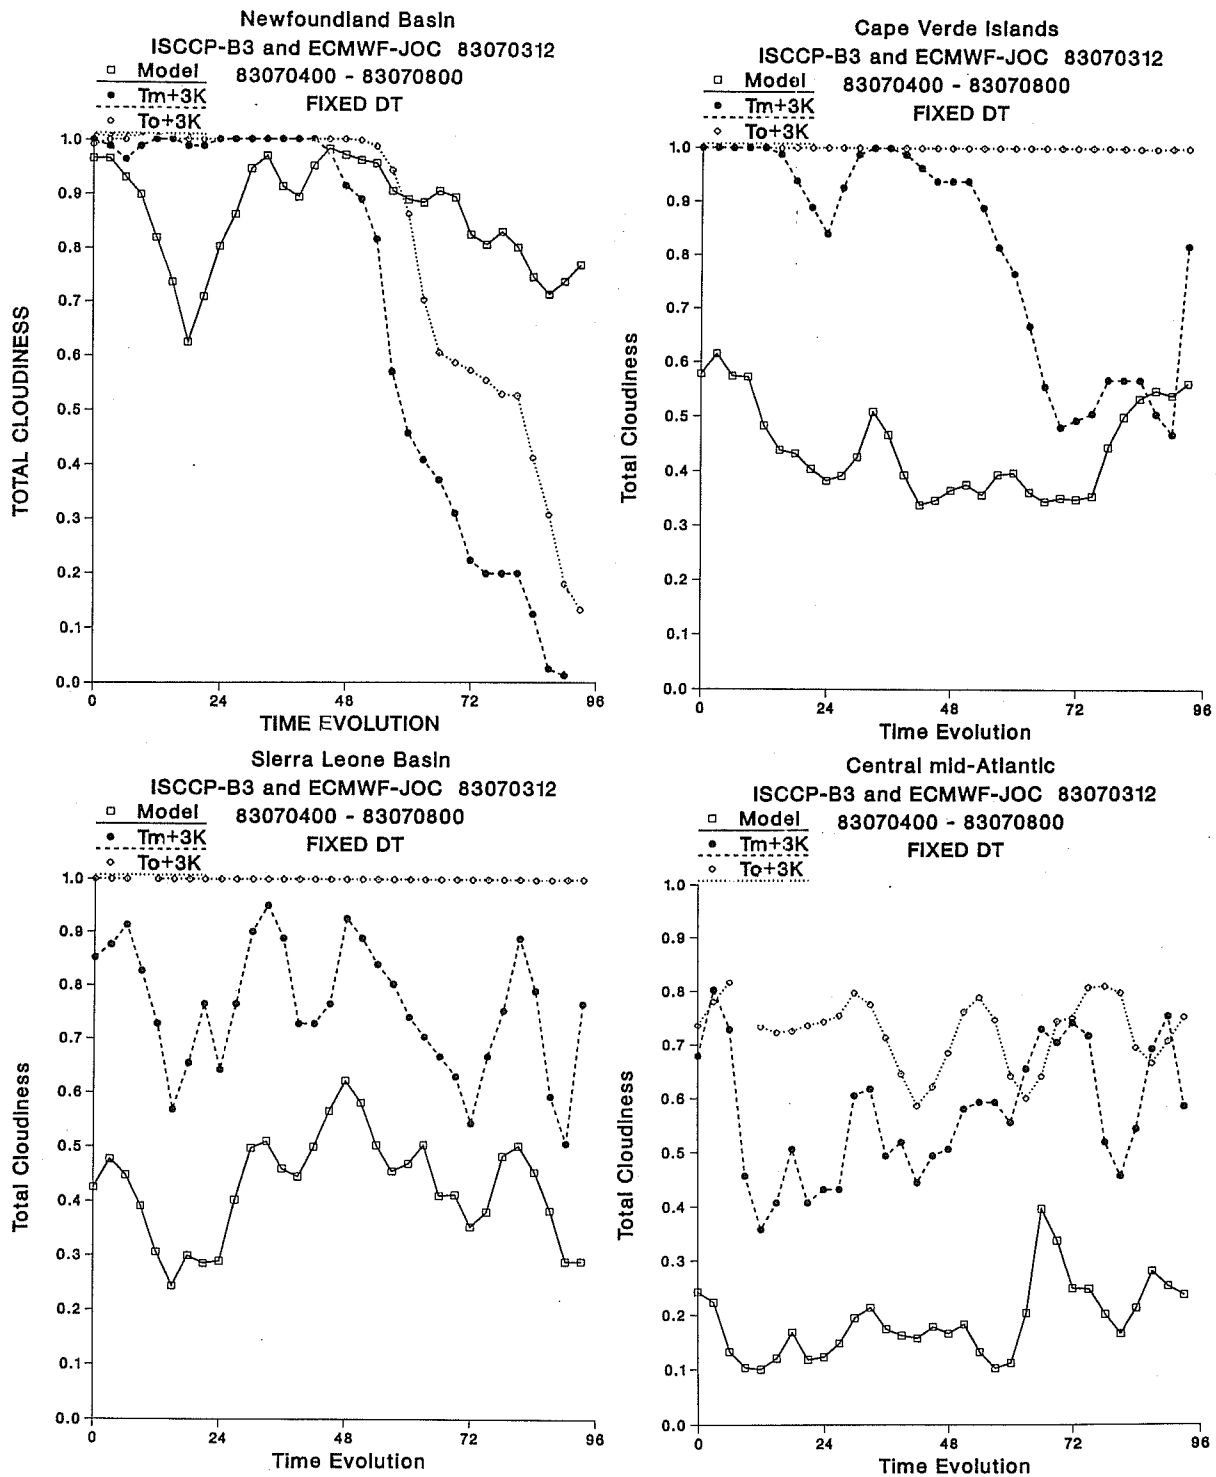 Newfoundland Basin
ISCCP-B3 and ECMWF-JOC 83070312
Model 83070400 - 83070800
Tm+3K FIXED DT
To+3K
1.0
0.9
0.8
0.7
0.6
0.5
0.4
0.3
0.2
0.1
0.0
TOTAL CLOUDINESS
0 24 48 72 96
TIME EVOLUTION
Cape Verde Islands
ISCCP-B3 and ECMWF-JOC 83070312
Model 83070400 - 83070800
Tm+3K FIXED DT
To+3K
1.0
0.9
0.8
0.7
0.6
0.5
0.4
0.3
0.2
0.1
0.0
Total Cloudiness
0 24 48 72 96
Time Evolution
Sierra Leone Basin
ISCCP-B3 and ECMWF-JOC 83070312
Model 83070400 - 83070800
Tm+3K FIXED DT
To+3K
1.0
0.9
0.8
0.7
0.6
0.5
0.4
0.3
0.2
0.1
0.0
Total Cloudiness
0 24 48 72 96
Time Evolution
Central mid-Atlantic
ISCCP-B3 and ECMWF-JOC 83070312
Model 83070400 - 83070800
Tm+3K FIXED DT
To+3K
1.0
0.9
0.8
0.7
0.6
0.5
0.4
0.3
0.2
0.1
0.0
Total Cloudiness
0 24 48 72 96
Time Evolution